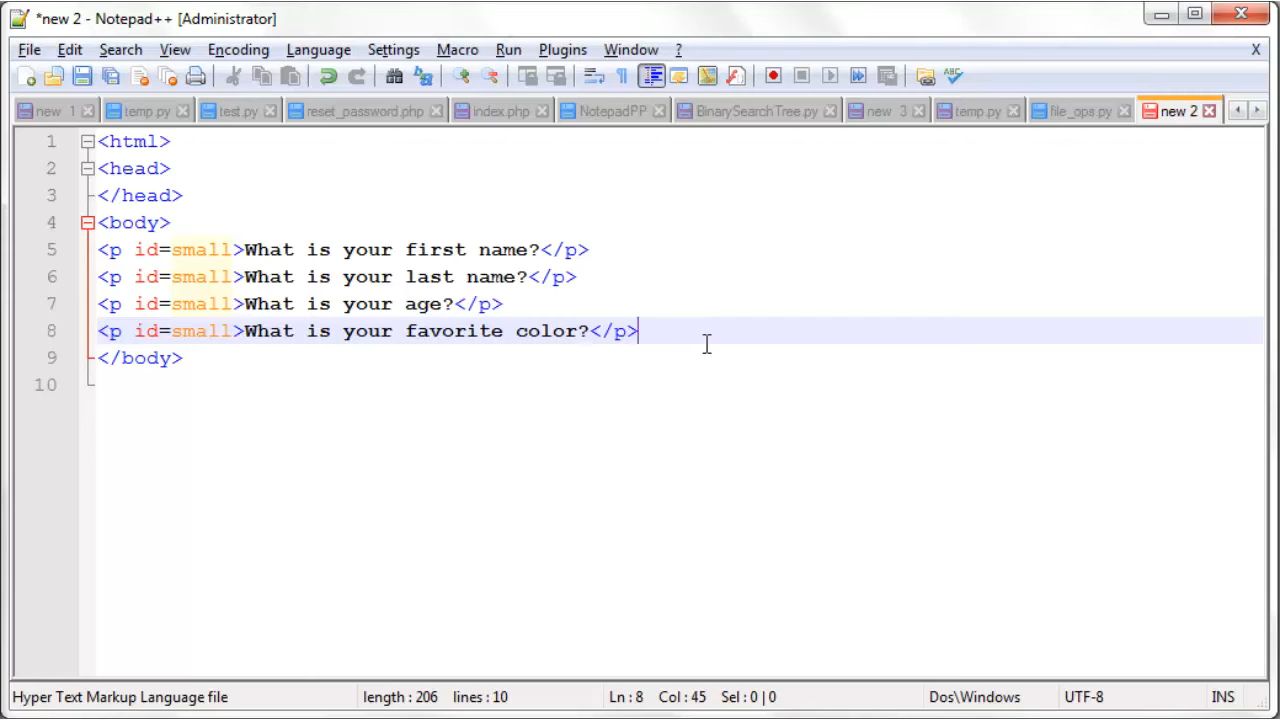 *new 2 - Notepad++ [Administrator]
File Edit Search View Encoding Language Settings Macro Run Plugins Window ? X
ABC
new 1 temp.py test.py reset_password.php index.php NotepadPP BinarySearchTree.py new 3 temp.py file_ops.py new 2
1 <html>
2 <head>
3 </head>
4 <body>
5 <p id=small>What is your first name?</p>
6 <p id=small>What is your last name?</p>
7 <p id=small>What is your age?</p>
8 <p id=small>What is your favorite color?</p>
9 </body>
10
Hyper Text Markup Language file length : 206 lines : 10 Ln : 8 Col : 45 Sel : 0 | 0 Dos\Windows UTF-8 INS